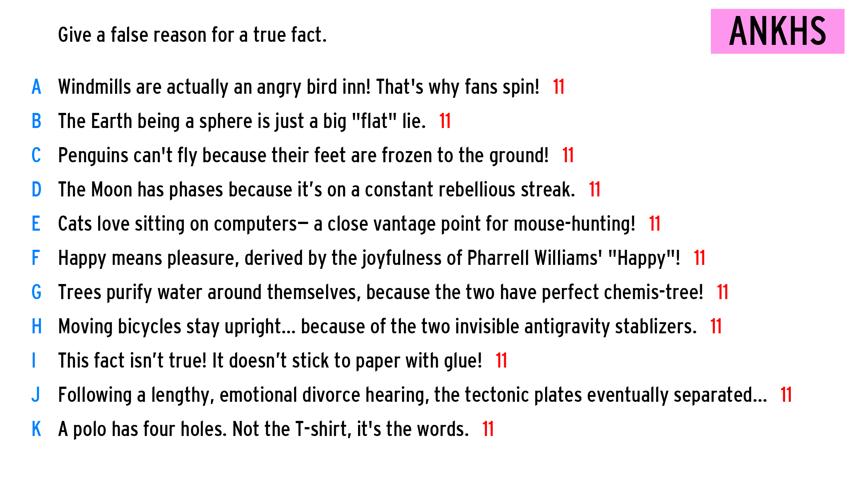 Give a false reason for a true fact.
ANKHS
A Windmills are actually an angry bird inn! That's why fans spin! 11
B The Earth being a sphere is just a big "flat" lie. 11
C Penguins can't fly because their feet are frozen to the ground! 11
D The Moon has phases because it’s on a constant rebellious streak. 11
E Cats love sitting on computers– a close vantage point for mouse-hunting! 11
F Happy means pleasure, derived by the joyfulness of Pharrell Williams' "Happy"! 11
G Trees purify water around themselves, because the two have perfect chemis-tree! 11
H Moving bicycles stay upright... because of the two invisible antigravity stablizers. 11
I This fact isn’t true! It doesn’t stick to paper with glue! 11
J Following a lengthy, emotional divorce hearing, the tectonic plates eventually separated... 11
K A polo has four holes. Not the T-shirt, it's the words. 11